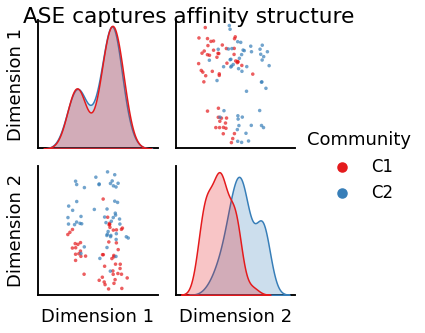 ASE captures affinity structure
Dimension 1
Community
C1
C2
Dimension 2
Dimension 1
Dimension 2